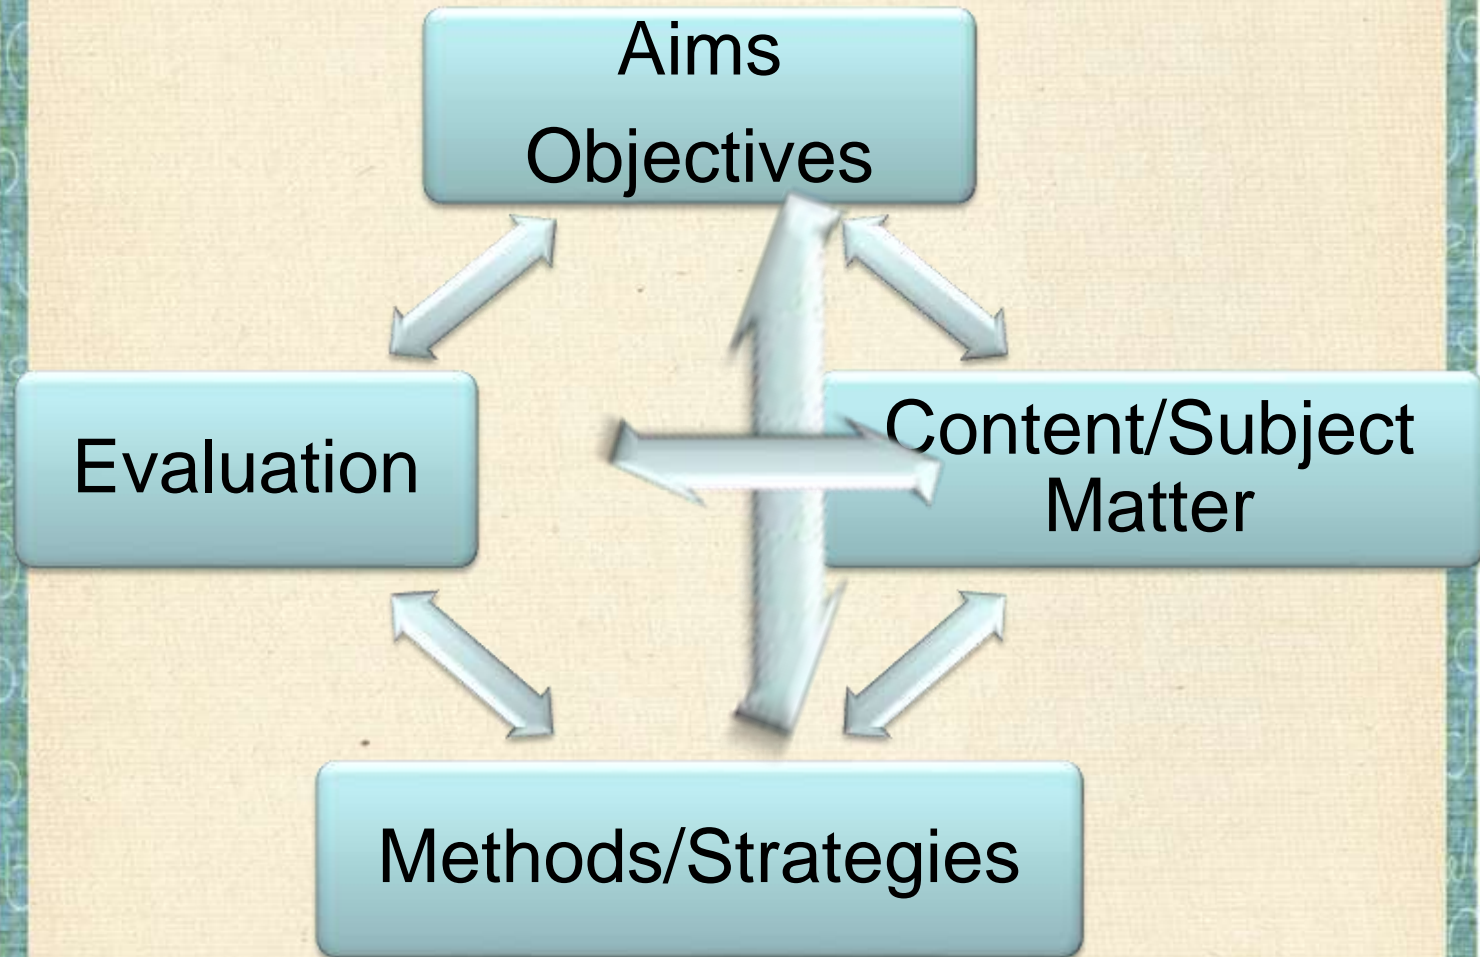 Aims
Objectives
Evaluation
Content/Subject
Matter
Methods/Strategies